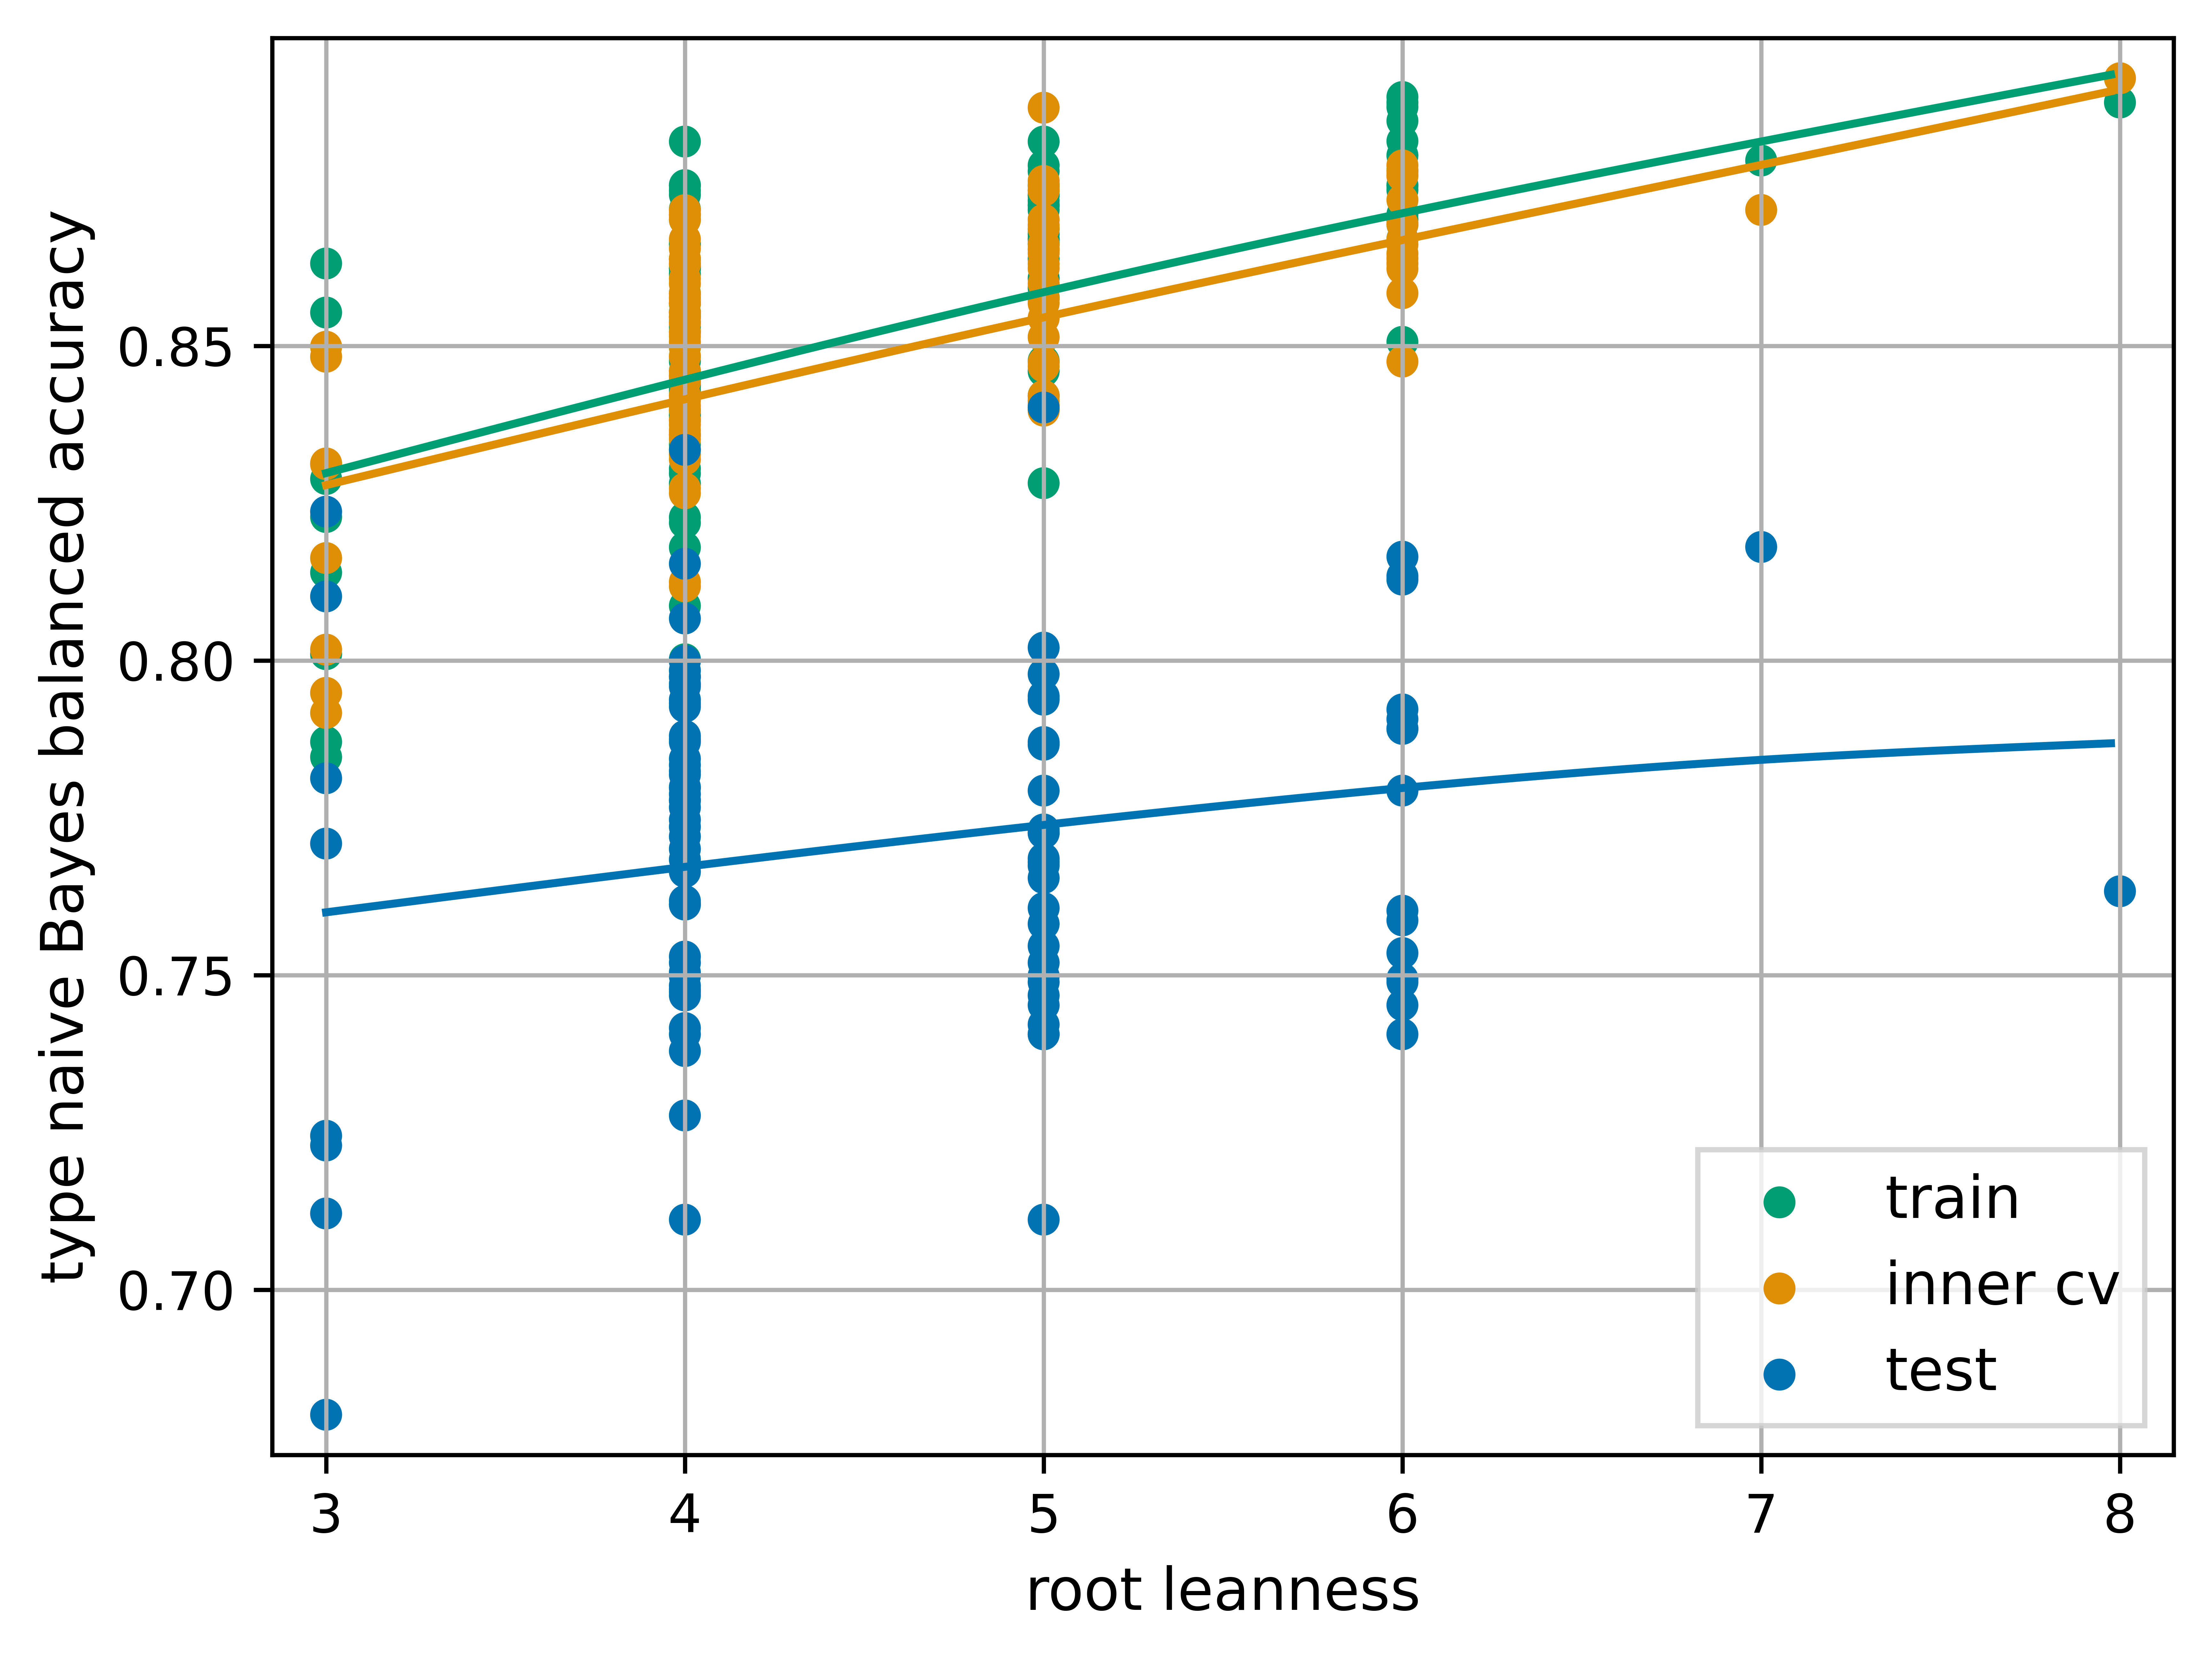 type naive Bayes balanced accuracy
0.85
0.80
0.75
0.70
train
inner cv
test
3 4 5 6 7 8
root leanness